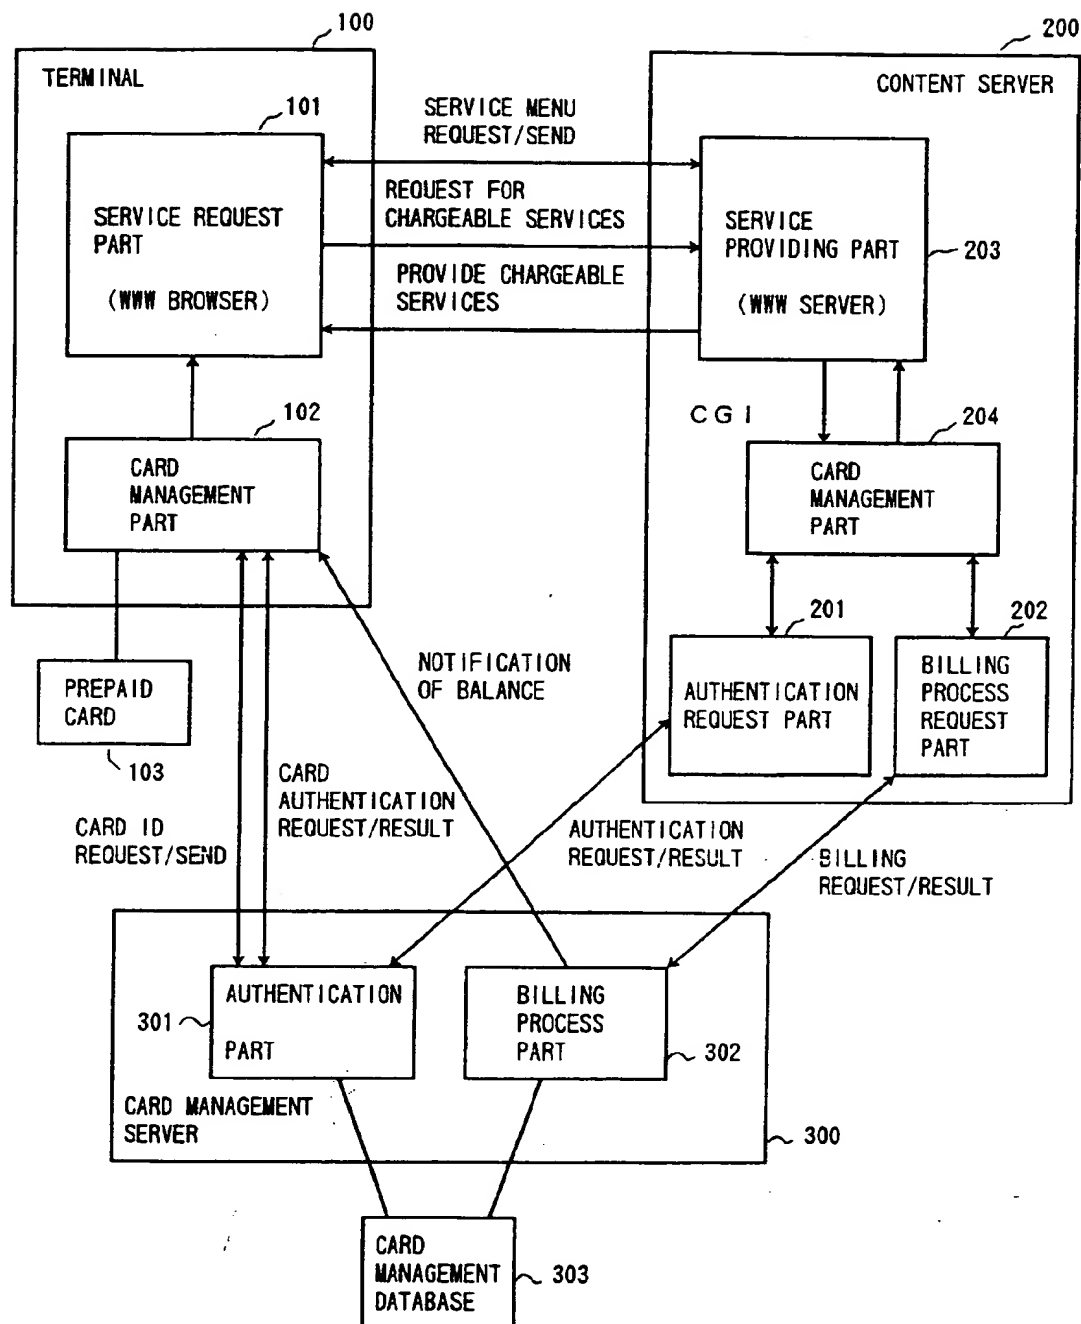 100
TERMINAL
101
SERVICE REQUEST
PART
(WWW BROWSER)
102
CARD
MANAGEMENT
PART
PREPAID
CARD
103
SERVICE MENU
REQUEST/SEND
REQUEST FOR
CHARGEABLE SERVICES
PROVIDE CHARGEABLE
SERVICES
200
CONTENT SERVER
SERVICE
PROVIDING PART
(WWW SERVER)
203
CGI
204
CARD
MANAGEMENT
PART
201
AUTHENTICATION
REQUEST PART
202
BILLING
PROCESS
REQUEST
PART
NOTIFICATION
OF BALANCE
CARD
AUTHENTICATION
REQUEST/RESULT
CARD ID
REQUEST/SEND
AUTHENTICATION
REQUEST/RESULT
BILLING
REQUEST/RESULT
AUTHENTICATION
PART
301
BILLING
PROCESS
PART
302
CARD MANAGEMENT
SERVER
300
CARD
MANAGEMENT
DATABASE
303